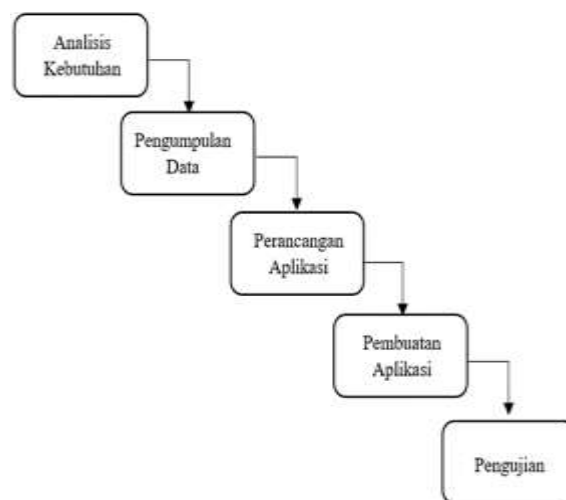 Analisis
Kebutuhan
Pengumpulan
Data
Perancangan
Aplikasi
Pembuatan
Aplikasi
Pengujian